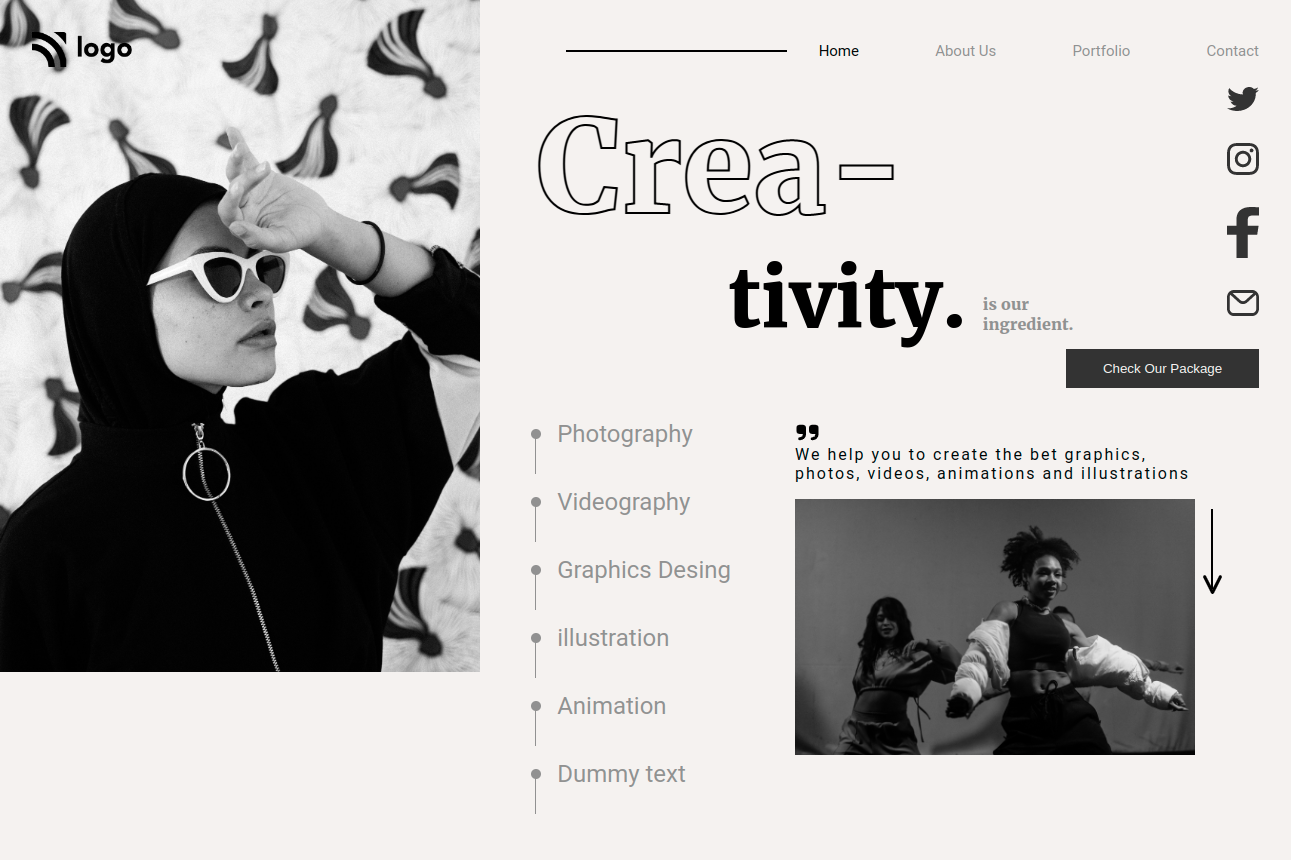 logo
Home About Us Portfolio Contact
Crea–
tivity.
is our
ingredient.
Check Our Package
Photography
Videography
Graphics Desing
illustration
Animation
Dummy text
We help you to create the bet graphics,
photos, videos, animations and illustrations